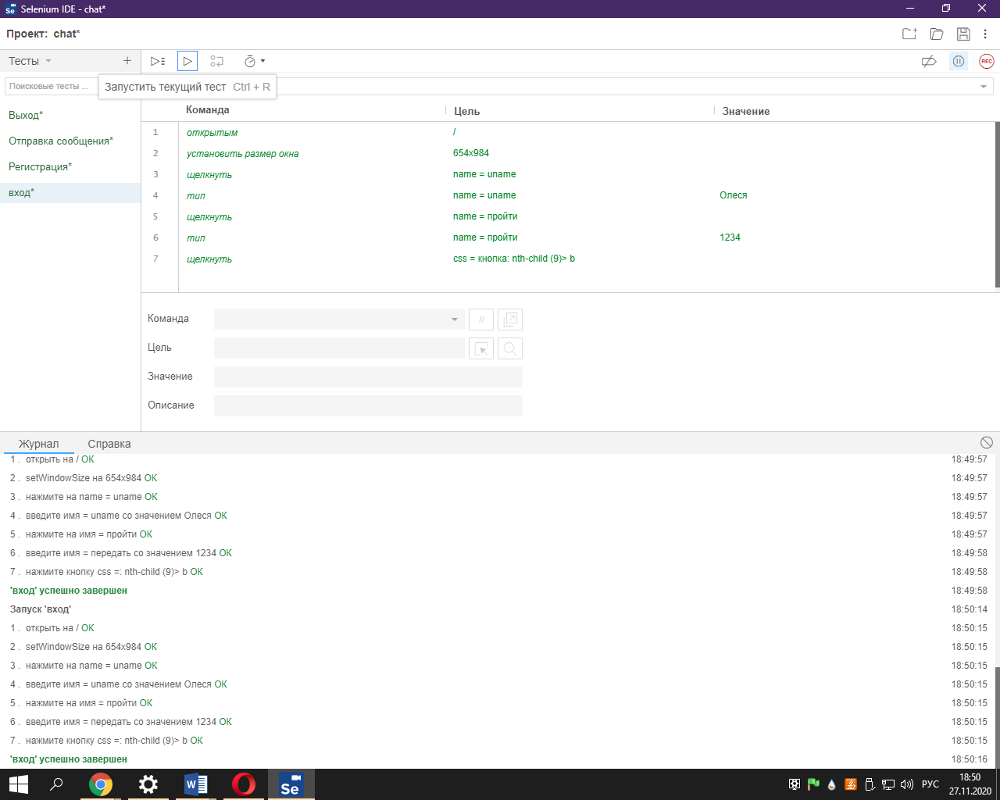 Selenium IDE - chat*
Проект: chat*
Тесты
Поисковые тесты ...
Запустить текущий тест Ctrl + R
Выход*
Отправка сообщения*
Регистрация*
вход*
REC
Команда Цель Значение
1 открытым /
2 установить размер окна 654x984
3 щелкнуть name = uname
4 тип name = uname Олеся
5 щелкнуть name = пройти
6 тип name = пройти 1234
7 щелкнуть css = кнопка: nth-child (9)> b
Команда //
Цель
Значение
Описание
Журнал Справка
1 . открыть на / OK 18:49:57
2 . setWindowSize на 654x984 OK 18:49:57
3 . нажмите на name = uname OK 18:49:57
4 . введите имя = uname со значением Олеся OK 18:49:57
5 . нажмите на имя = пройти OK 18:49:57
6 . введите имя = передать со значением 1234 OK 18:49:58
7 . нажмите кнопку css =: nth-child (9)> b OK 18:49:58
'вход' успешно завершен 18:49:58
Запуск 'вход' 18:50:14
1 . открыть на / OK 18:50:15
2 . setWindowSize на 654x984 OK 18:50:15
3 . нажмите на name = uname OK 18:50:15
4 . введите имя = uname со значением Олеся OK 18:50:15
5 . нажмите на имя = пройти OK 18:50:15
6 . введите имя = передать со значением 1234 OK 18:50:15
7 . нажмите кнопку css =: nth-child (9)> b OK 18:50:15
'вход' успешно завершен 18:50:16
W Se РУС 18:50
27.11.2020